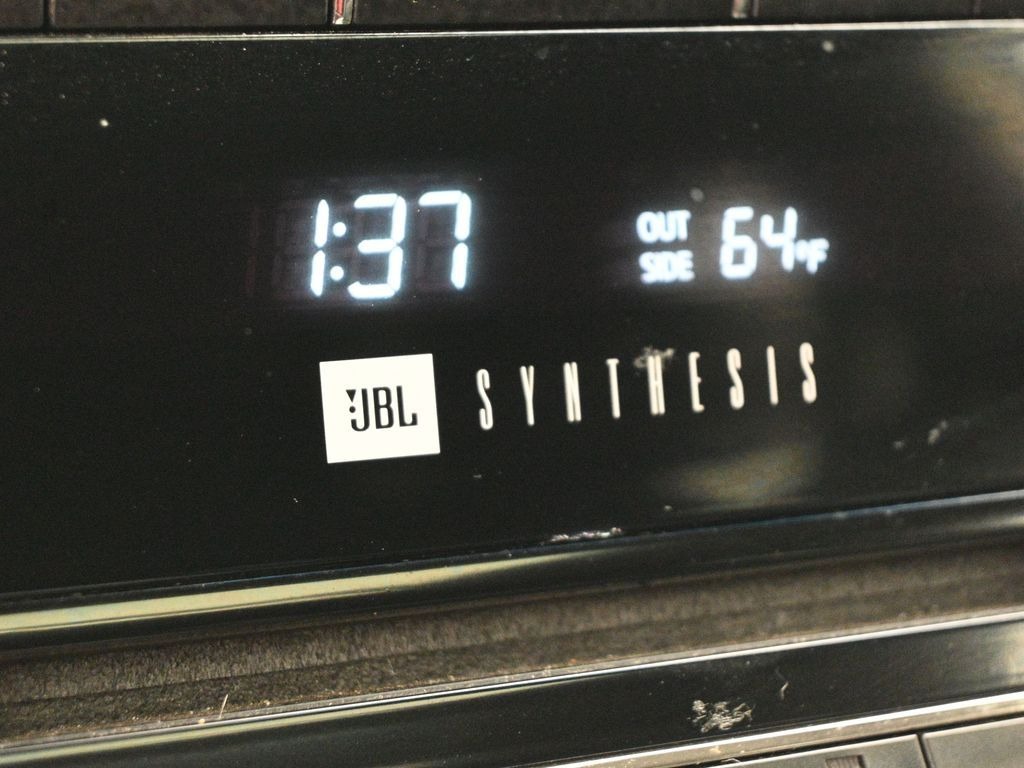 1:37
OUT SIDE 64°F
JBL SYNTHESIS